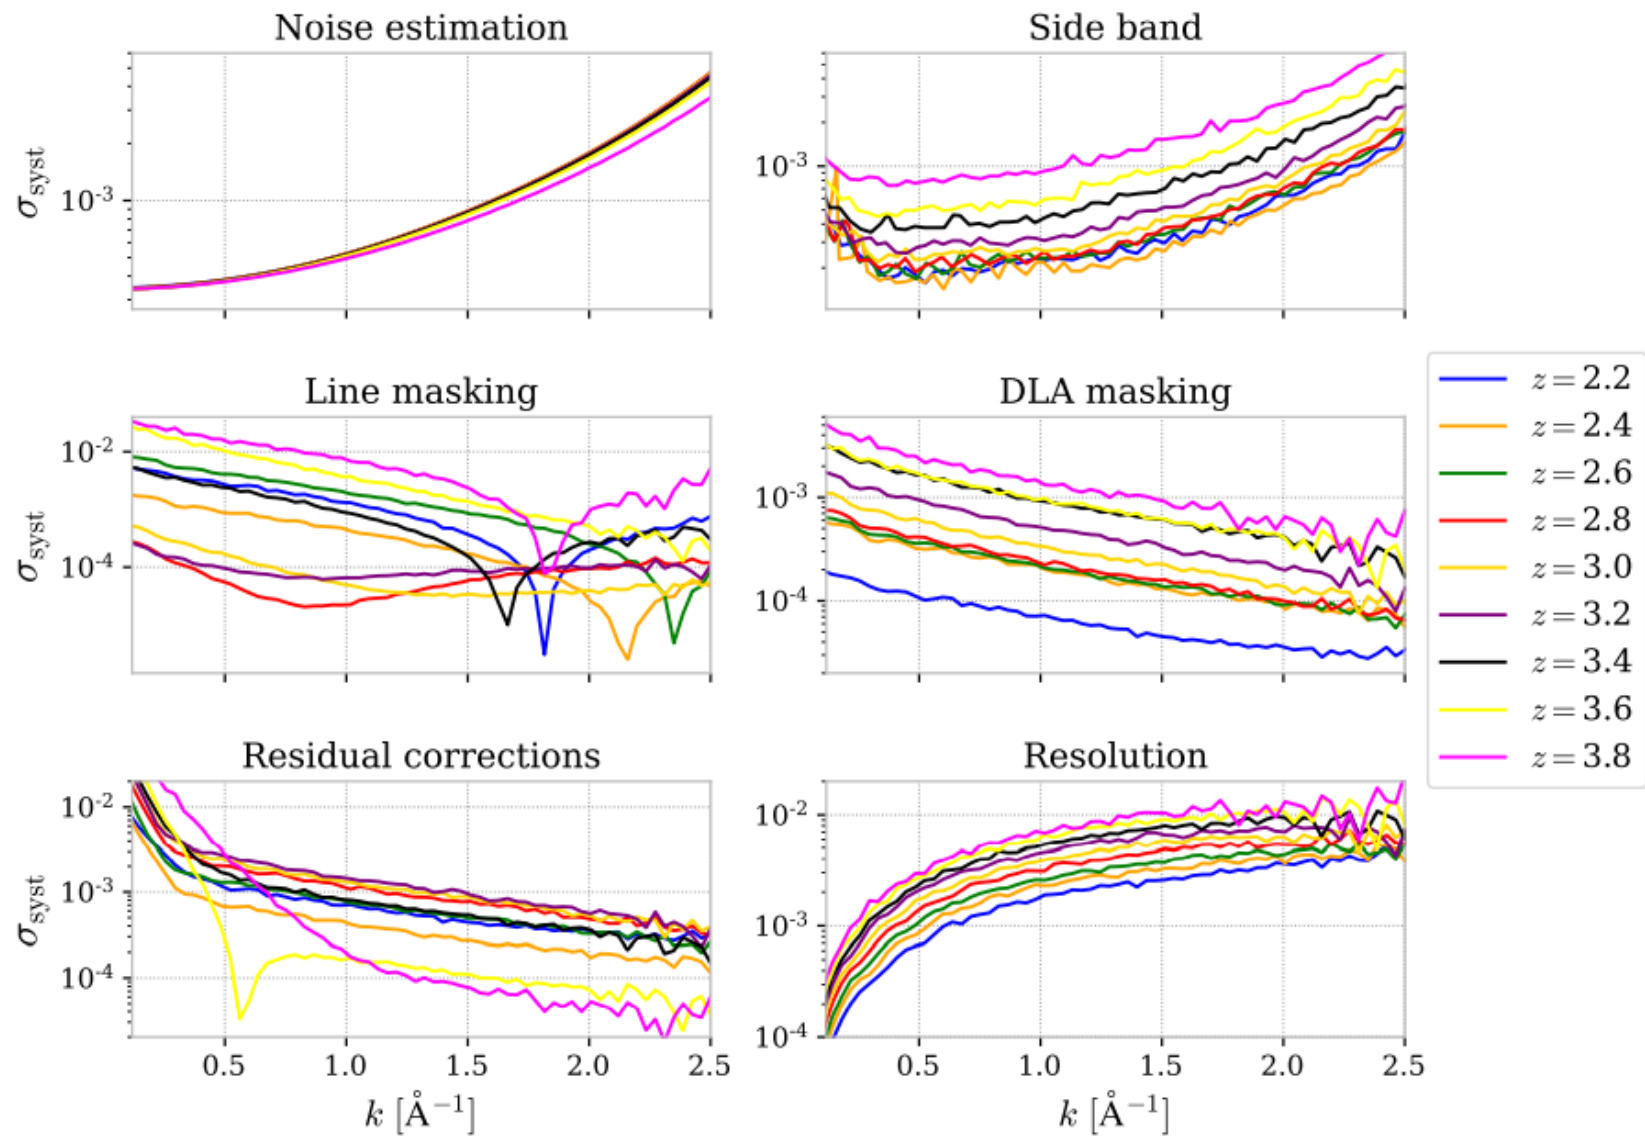 Noise estimation
Side band
σsyst
10⁻³
10⁻³
Line masking
DLA masking
σsyst
10⁻²
10⁻⁴
10⁻³
10⁻⁴
z = 2.2
z = 2.4
z = 2.6
z = 2.8
z = 3.0
z = 3.2
z = 3.4
z = 3.6
z = 3.8
Residual corrections
Resolution
σsyst
10⁻²
10⁻³
10⁻⁴
10⁻²
10⁻³
10⁻⁴
0.5 1.0 1.5 2.0 2.5
0.5 1.0 1.5 2.0 2.5
k [Å⁻¹]
k [Å⁻¹]